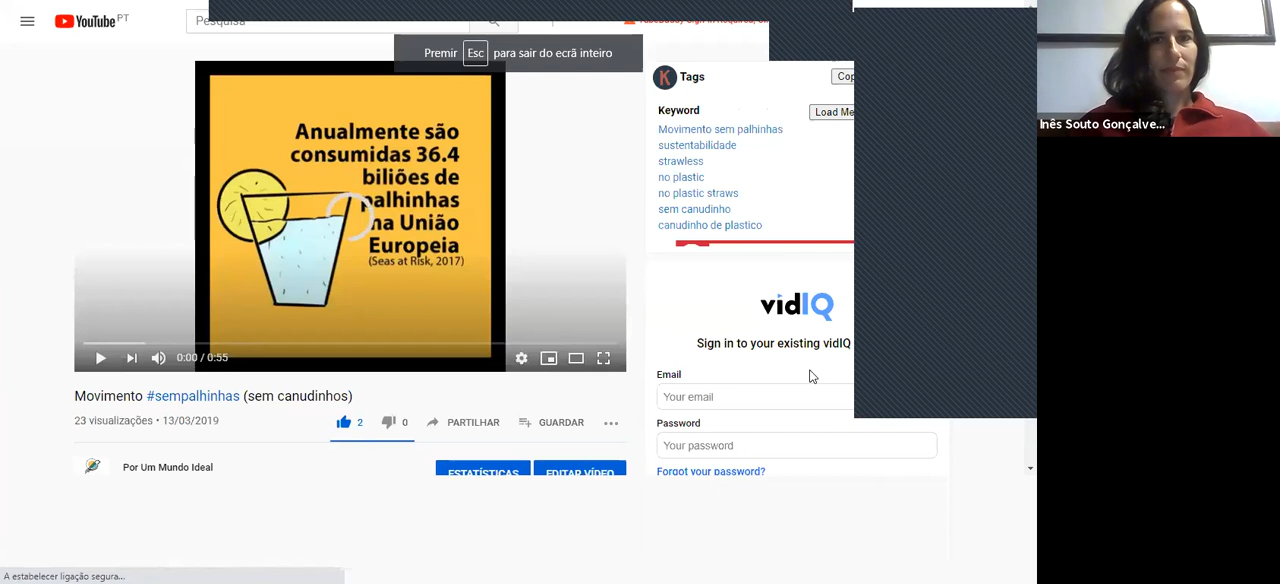 YouTube PT
Pesquisa
Premir Esc para sair do ecrã inteiro
Anualmente são
consumidas 36.4
biliões de
palhinhas
na União
Europeia
(Seas at Risk, 2017)
0:00 / 0:55
Movimento #sempalhinhas (sem canudinhos)
23 visualizações • 13/03/2019
2
0
PARTILHAR
GUARDAR
Por Um Mundo Ideal
ESTATÍSTICAS
EDITAR VÍDEO
K Tags
Keyword
Movimento sem palhinhas
sustentabilidade
strawless
no plastic
no plastic straws
sem canudinho
canudinho de plastico
vidIQ
Sign in to your existing vidIQ
Email
Your email
Password
Your password
Forgot your password?
Inês Souto Gonçalve...
A estabelecer ligação segura...